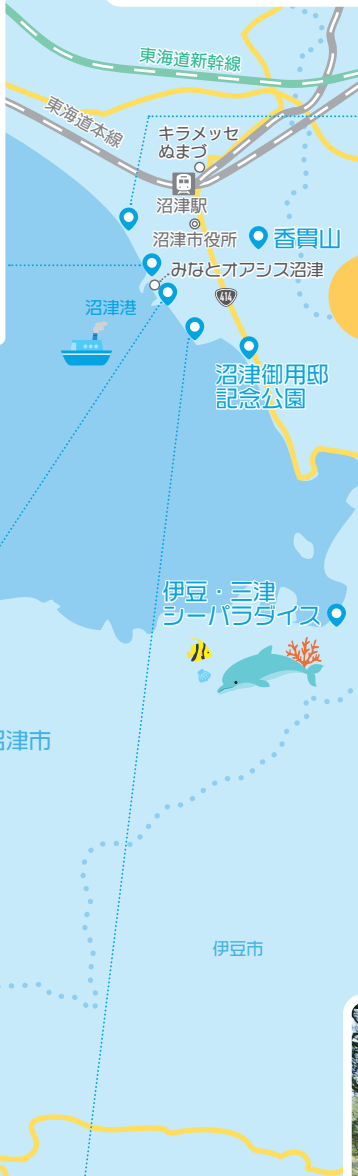 東海道新幹線
東海道本線
キラメッセ
ぬまづ
沼津駅
沼津市役所
香貫山
みなとオアシス沼津
414
沼津港
沼津御用邸
記念公園
伊豆・三津
シーパラダイス
沼津市
伊豆市